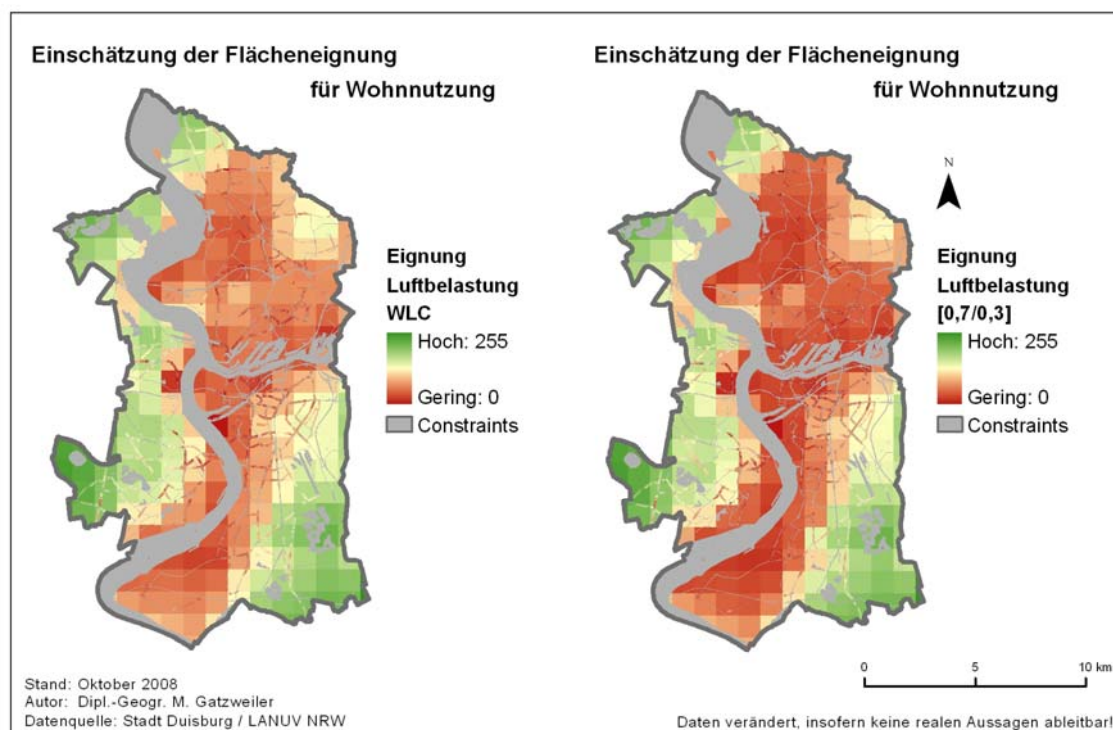 Einschätzung der Flächeneignung
für Wohnnutzung
Eignung
Luftbelastung
WLC
Hoch: 255
Gering: 0
Constraints
Einschätzung der Flächeneignung
für Wohnnutzung
N
Eignung
Luftbelastung
[0,7/0,3]
Hoch: 255
Gering: 0
Constraints
0 5 10 km
Stand: Oktober 2008
Autor: Dipl.-Geogr. M. Gatzweiler
Datenquelle: Stadt Duisburg / LANUV NRW
Daten verändert, insofern keine realen Aussagen ableitbar!